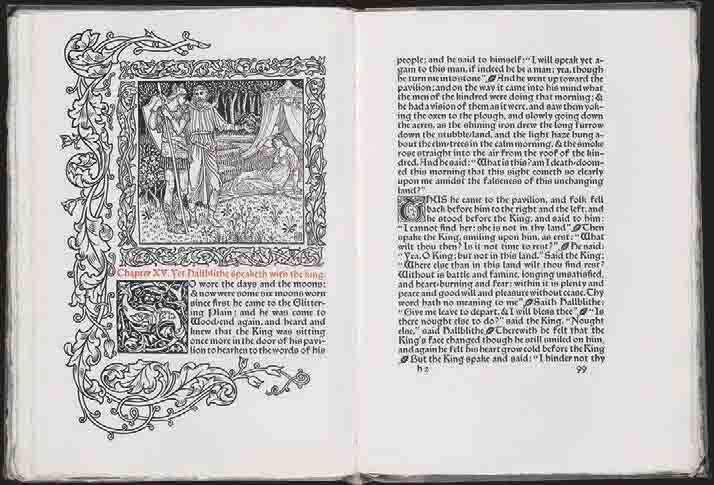 Chapter XV. Yet Hallblithe speaketh with the King.
SO wore the days and the moons;
& now were some six moons worn
since first he came to the Glitter-
ing Plain; and he was come to
Woodend again, and heard and
knew that the King was sitting
once more in the door of his pavi-
lion to hearken to the words of his
people; and he said to himself: "I will speak yet a-
gain to this man, if indeed he be a man; yea, though
he turn me into stone." And he went up toward the
pavilion; and on the way it came into his mind what
the men of the kindred were doing that morning; &
he had a vision of them as it were, and saw them yok-
ing the oxen to the plough, and slowly going down
the acres, as the shining iron drew the long furrow
down the stubble-land, and the light haze hung a-
bout the elm-trees in the calm morning, & the smoke
rose straight into the air from the roof of the kin-
dred. And he said: "What is this? am I death-doom-
ed this morning that this sight cometh so clearly
upon me amidst the falseness of this unchanging
land?"
THUS he came to the pavilion, and folk fell
back before him to the right and the left, and
he stood before the King, and said to him:
"I cannot find her; she is not in thy land." Then
spake the King, smiling upon him, as erst: "What
wilt thou then? Is it not time to rest?" He said:
"Yea, O King; but not in this land." Said the King:
"Where else than in this land wilt thou find rest?
Without is battle and famine, longing unsatisfied,
and heart-burning and fear; within it is plenty and
peace and good will and pleasure without cease. Thy
word hath no meaning to me." Saith Hallblithe:
"Give me leave to depart, & I will bless thee." "Is
there nought else to do?" said the King. "Nought
else," said Hallblithe. Therewith he felt that the
King's face changed though he still smiled on him,
and again he felt his heart grow cold before the King.
But the King spake and said: "I hinder not thy
h2 99